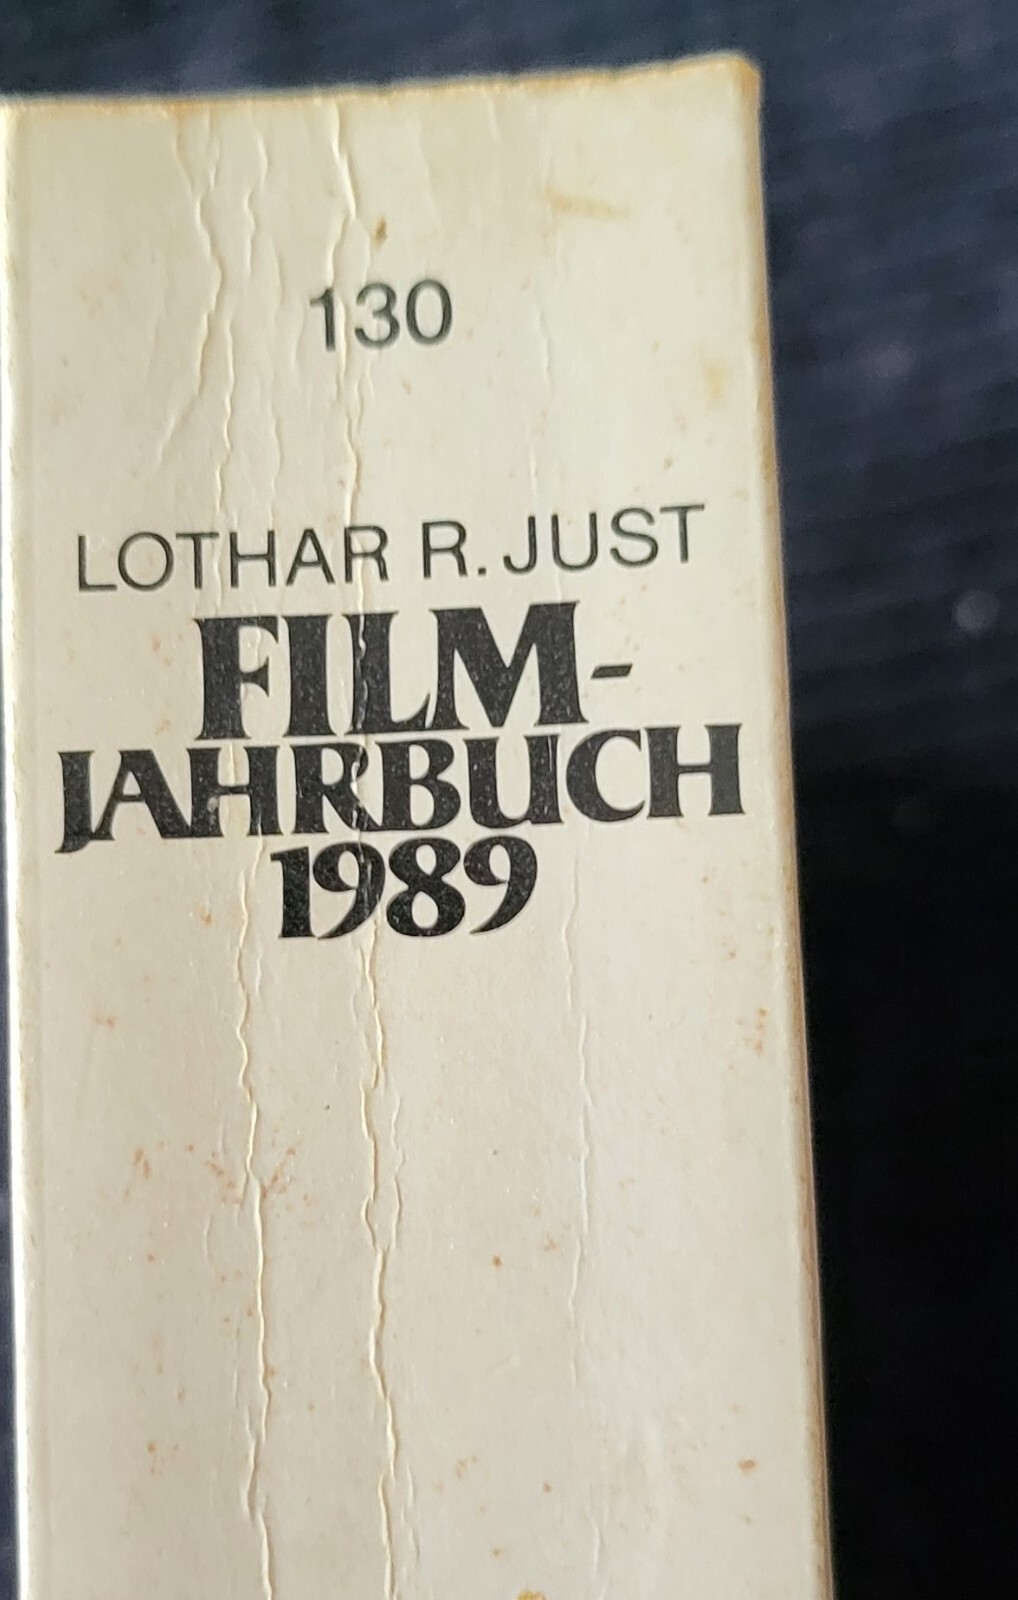 130
LOTHAR R. JUST
FILM-
JAHRBUCH
1989